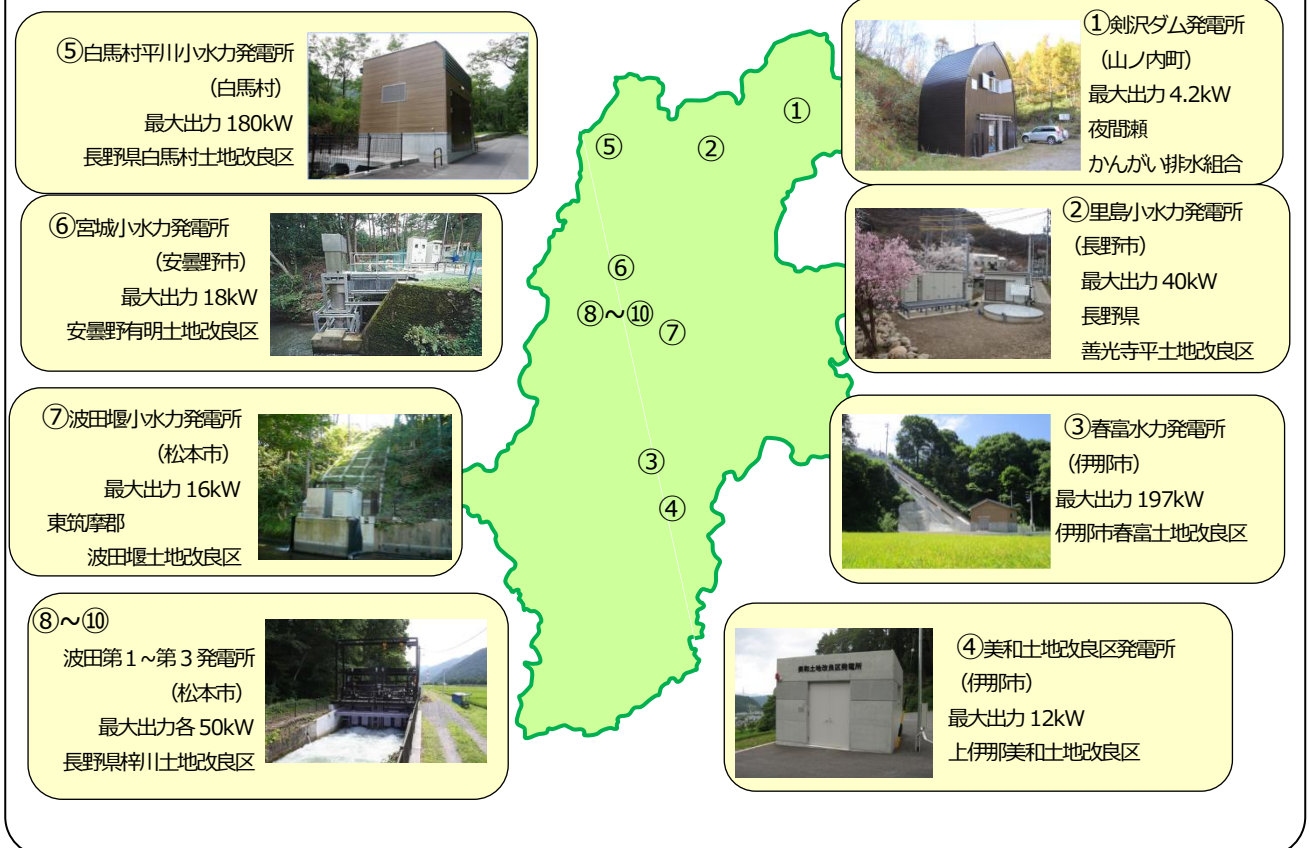 ⑤白馬村平川小水力発電所
(白馬村)
最大出力 180kW
長野県白馬村土地改良区
⑥宮城小水力発電所
(安曇野市)
最大出力 18kW
安曇野有明土地改良区
⑦波田堰小水力発電所
(松本市)
最大出力 16kW
東筑摩郡
波田堰土地改良区
⑧~⑩
波田第1~第3発電所
(松本市)
最大出力各 50kW
長野県梓川土地改良区
①
②
⑤
⑥
⑧~⑩
⑦
③
④
①剣沢ダム発電所
(山ノ内町)
最大出力 4.2kW
夜間瀬
かんがい排水組合
②里島小水力発電所
(長野市)
最大出力 40kW
長野県
善光寺平土地改良区
③春富水力発電所
(伊那市)
最大出力 197kW
伊那市春富土地改良区
美和土地改良区発電所
④美和土地改良区発電所
(伊那市)
最大出力 12kW
上伊那美和土地改良区